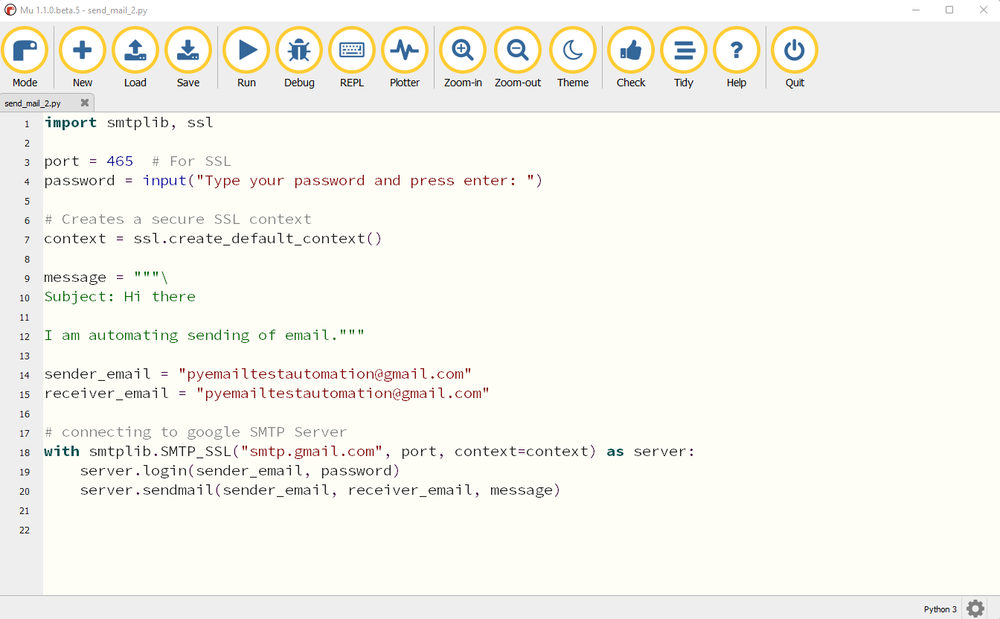 Mu 1.1.0.beta.5 - send_mail_2.py
Mode New Load Save Run Debug REPL Plotter Zoom-in Zoom-out Theme Check Tidy Help Quit
send_mail_2.py
1 import smtplib, ssl
2
3 port = 465  # For SSL
4 password = input("Type your password and press enter: ")
5
6 # Creates a secure SSL context
7 context = ssl.create_default_context()
8
9 message = """\
10 Subject: Hi there
11
12 I am automating sending of email."""
13
14 sender_email = "pyemailtestautomation@gmail.com"
15 receiver_email = "pyemailtestautomation@gmail.com"
16
17 # connecting to google SMTP Server
18 with smtplib.SMTP_SSL("smtp.gmail.com", port, context=context) as server:
19     server.login(sender_email, password)
20     server.sendmail(sender_email, receiver_email, message)
21
22
Python 3